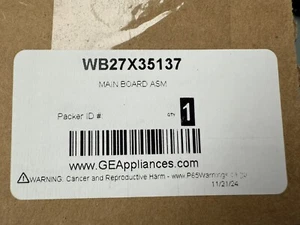 WB27X35137
MAIN BOARD ASM
Packer ID #
QTY 1
www.GEAppliances.com
WARNING: Cancer and Reproductive Harm - www.P65Warnings.ca.gov
11/21/24